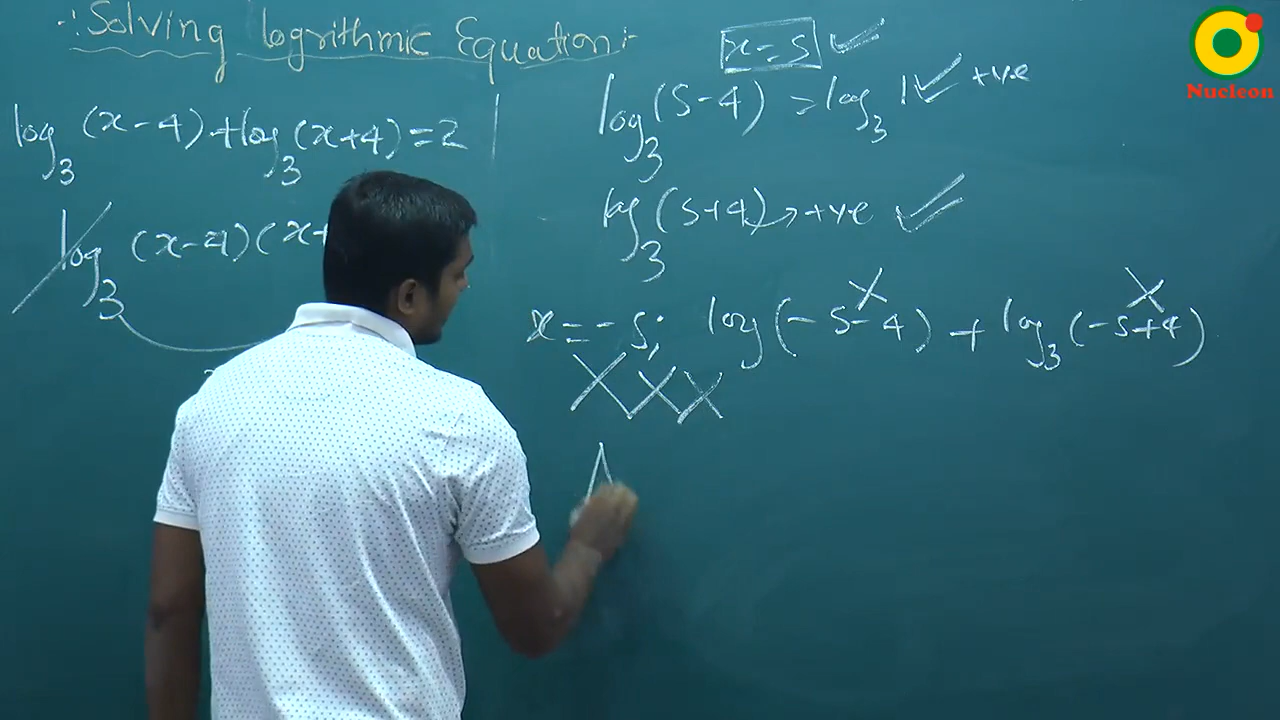 Solving logrithmic Equation:-
log₃ (x-4) + log₃ (x+4) = 2
log₃ (x-4) (x+
x = 5 ✓
log₃ (5-4) → log₃ 1 ✓ +ve
log₃ (5+4) → +ve ✓
x = -5; log (-5-4) + log₃ (-5+4)
X X
X X X
Nucleon